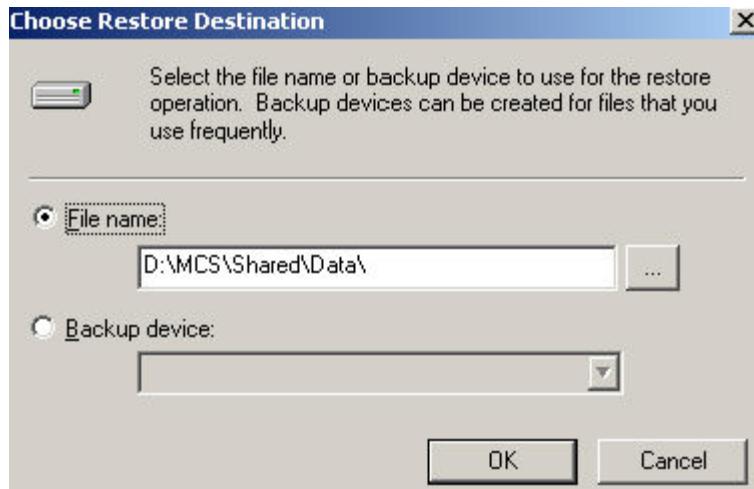 Choose Restore Destination
Select the file name or backup device to use for the restore
operation. Backup devices can be created for files that you
use frequently.
File name:
D:\MCS\Shared\Data\
...
Backup device:
OK Cancel